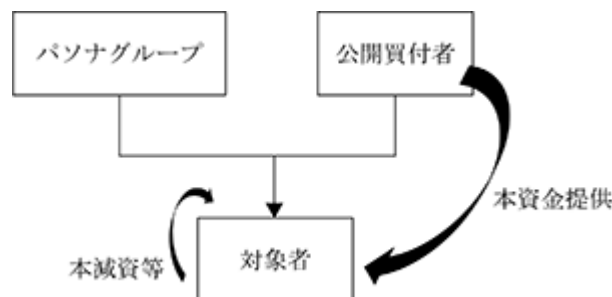 パソナグループ
公開買付者
本資金提供
対象者
本減資等